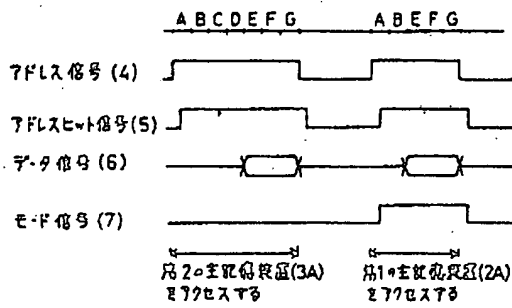 A B C D E F G A B E F G
アドレス信号(4)
アドレスヒット信号(5)
データ信号(6)
モード信号(7)
第2の主記憶装置(3A) 第1の主記憶装置(2A)
をアクセスする をアクセスする